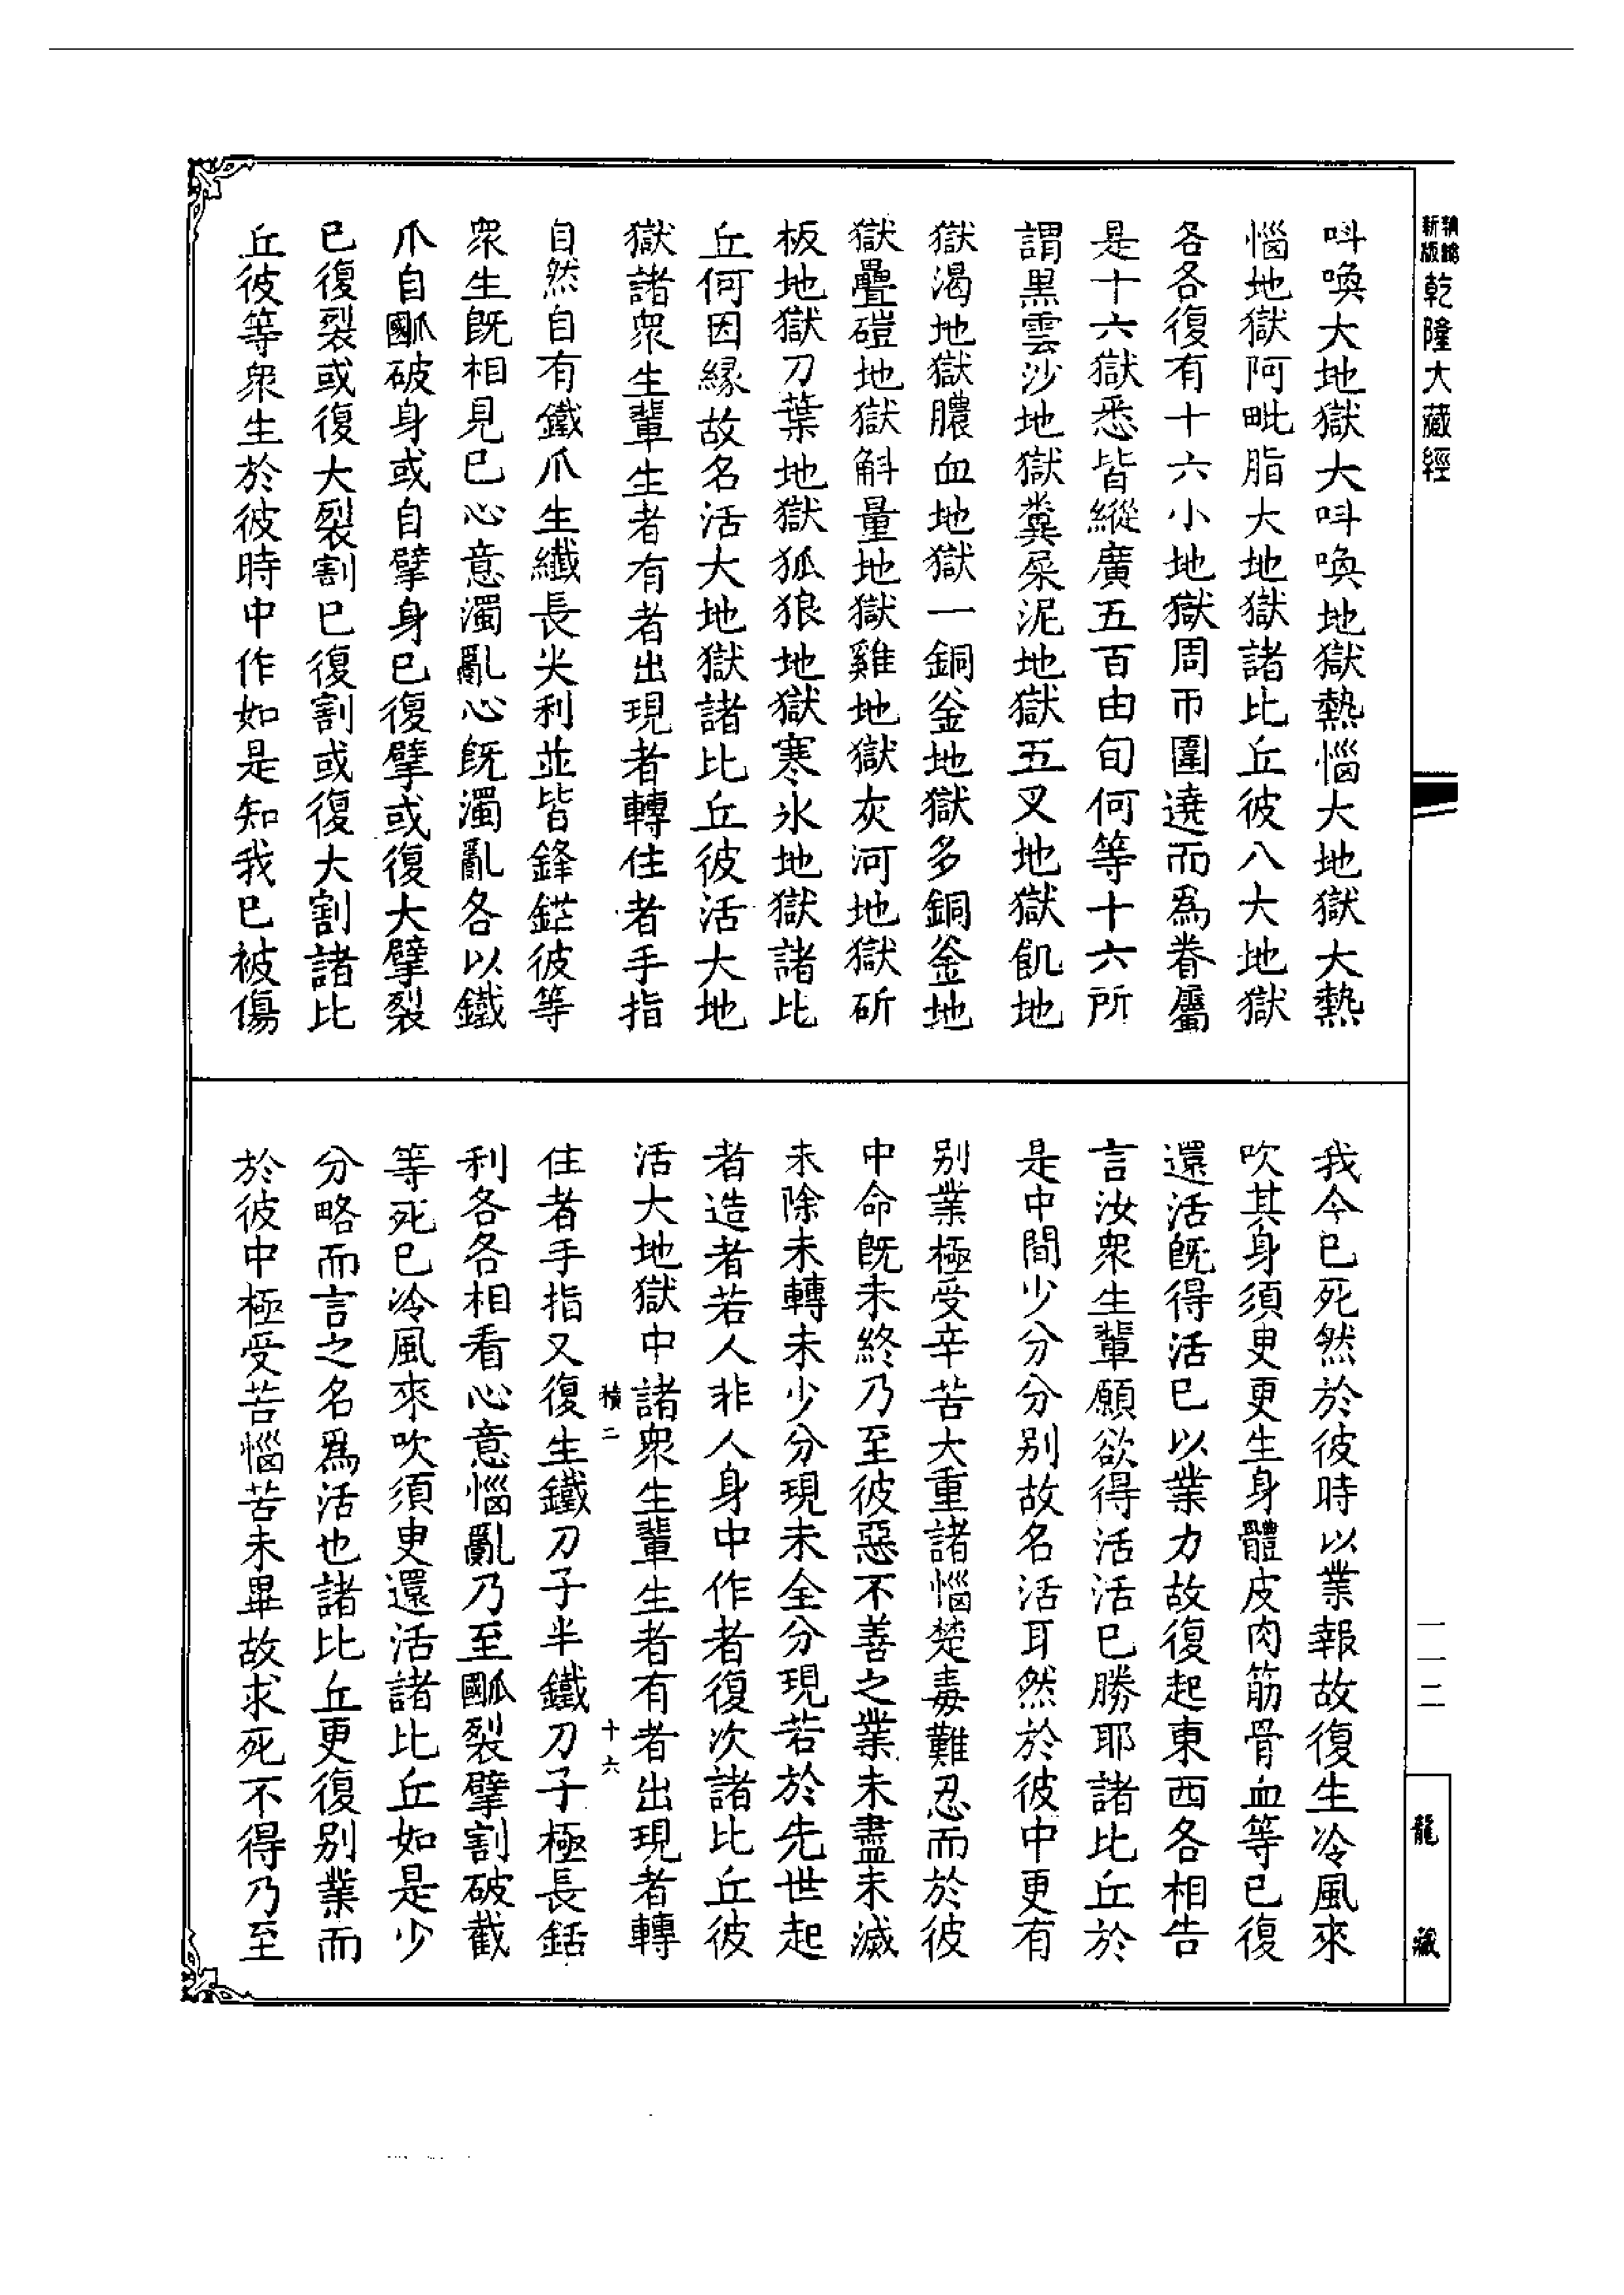 新版
乾隆大藏經
叫喚大地獄大叫喚地獄熱惱大地獄大熱
惱地獄阿毗脂大地獄諸比丘彼八大地獄
各各復有十六小地獄周帀圍遶而為眷屬
是十六獄悉皆縱廣五百由旬何等十六所
謂黑雲沙地獄糞屎泥地獄五叉地獄飢地
獄渴地獄膿血地獄一銅釜地獄多銅釜地
獄疊磑地獄斛量地獄雞地獄灰河地獄斫
板地獄刀葉地獄狐狼地獄寒氷地獄諸比
丘何因緣故名活大地獄諸比丘彼活大地
獄諸衆生輩生者有者出現者轉住者手指
自然自有鐵爪生纖長尖利並皆鋒鋩彼等
衆生既相見已心意濁亂心既濁亂各以鐵
爪自𤔩破身或自擘身已復擘或復大擘裂
已復裂或復大裂割已復割或復大割諸比
丘彼等衆生於彼時中作如是知我已被傷
我今已死然於彼時以業報故復生冷風來
吹其身須臾更生身體皮肉筋骨血等已復
還活既得活已以業力故復起東西各相告
言汝衆生輩願欲得活活已勝耶諸比丘於
是中間少分分別故名活耳然於彼中更有
別業極受辛苦大重諸惱楚毒難忍而於彼
中命既未終乃至彼惡不善之業未盡未滅
未除未轉未少分現未全分現若於先世起
者造者若人非人身中作者復次諸比丘彼
活大地獄中諸衆生輩生者有者出現者轉
積二 十六
住者手指又復生鐵刀子半鐵刀子極長銛
利各各相看心意惱亂乃至𤔩裂擘割破截
等死已冷風來吹須臾還活諸比丘如是少
分略而言之名為活也諸比丘更復別業而
於彼中極受苦惱苦未畢故求死不得乃至
一一二
龍藏